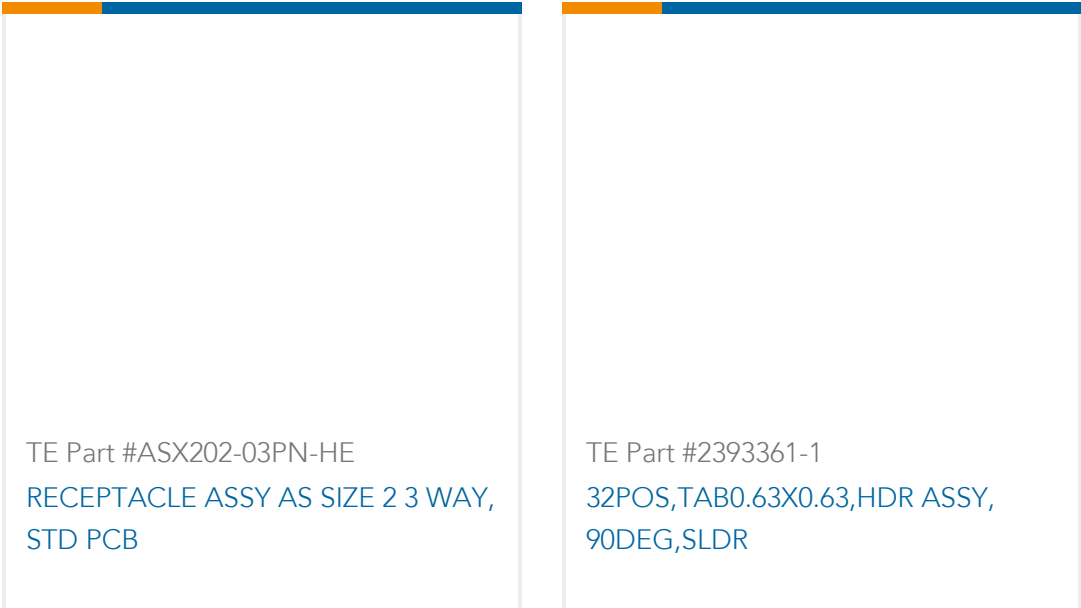 TE Part #ASX202-03PN-HE
RECEPTACLE ASSY AS SIZE 2 3 WAY,
STD PCB
TE Part #2393361-1
32POS,TAB0.63X0.63,HDR ASSY,
90DEG,SLDR